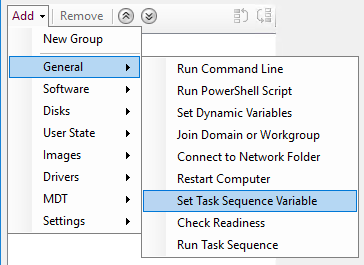 Add Remove
New Group
General
Software
Disks
User State
Images
Drivers
MDT
Settings
Run Command Line
Run PowerShell Script
Set Dynamic Variables
Join Domain or Workgroup
Connect to Network Folder
Restart Computer
Set Task Sequence Variable
Check Readiness
Run Task Sequence